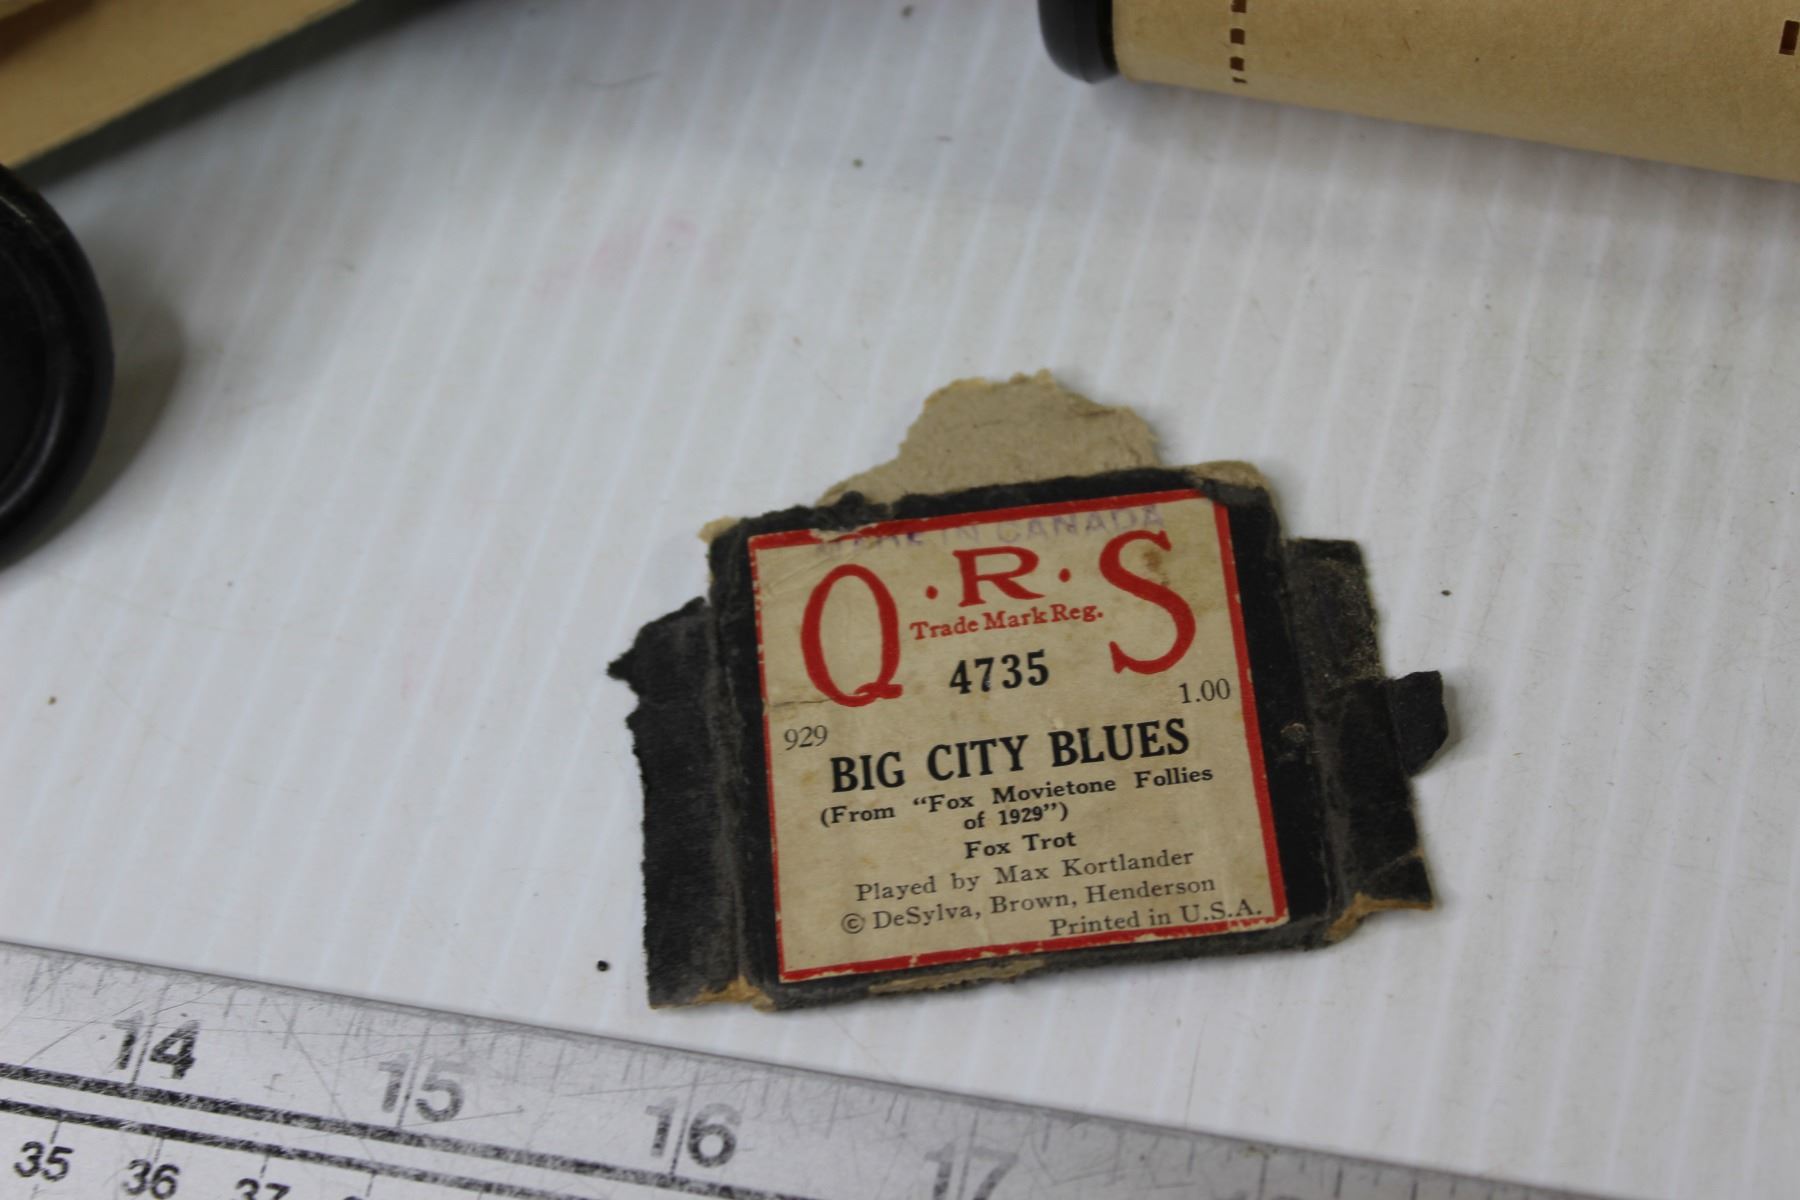 MADE IN CANADA
Q·R·S
Trade Mark Reg.
4735
1.00
929
BIG CITY BLUES
(From “Fox Movietone Follies
of 1929”)
Fox Trot
Played by Max Kortlander
© DeSylva, Brown, Henderson
Printed in U.S.A.
14 15 16 17
35 36 37